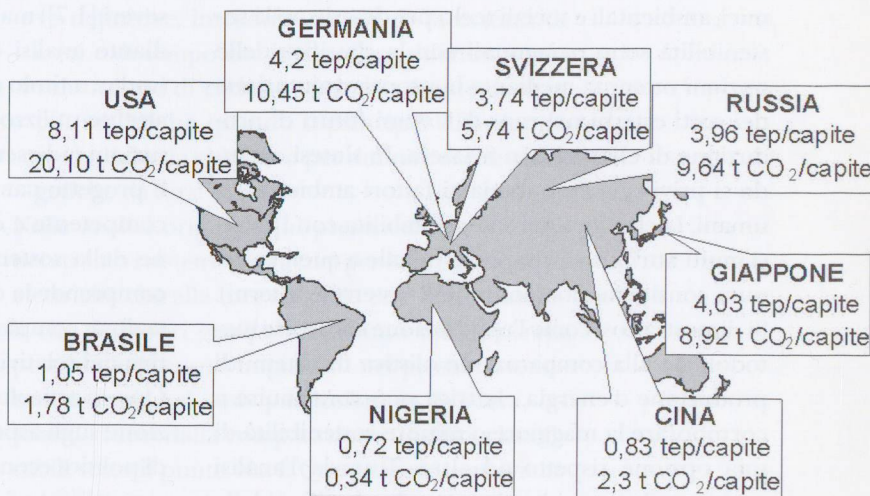 GERMANIA
4,2 tep/capite
10,45 t CO₂/capite
SVIZZERA
3,74 tep/capite
5,74 t CO₂/capite
USA
8,11 tep/capite
20,10 t CO₂/capite
RUSSIA
3,96 tep/capite
9,64 t CO₂/capite
GIAPPONE
4,03 tep/capite
8,92 t CO₂/capite
BRASILE
1,05 tep/capite
1,78 t CO₂/capite
NIGERIA
0,72 tep/capite
0,34 t CO₂/capite
CINA
0,83 tep/capite
2,3 t CO₂/capite